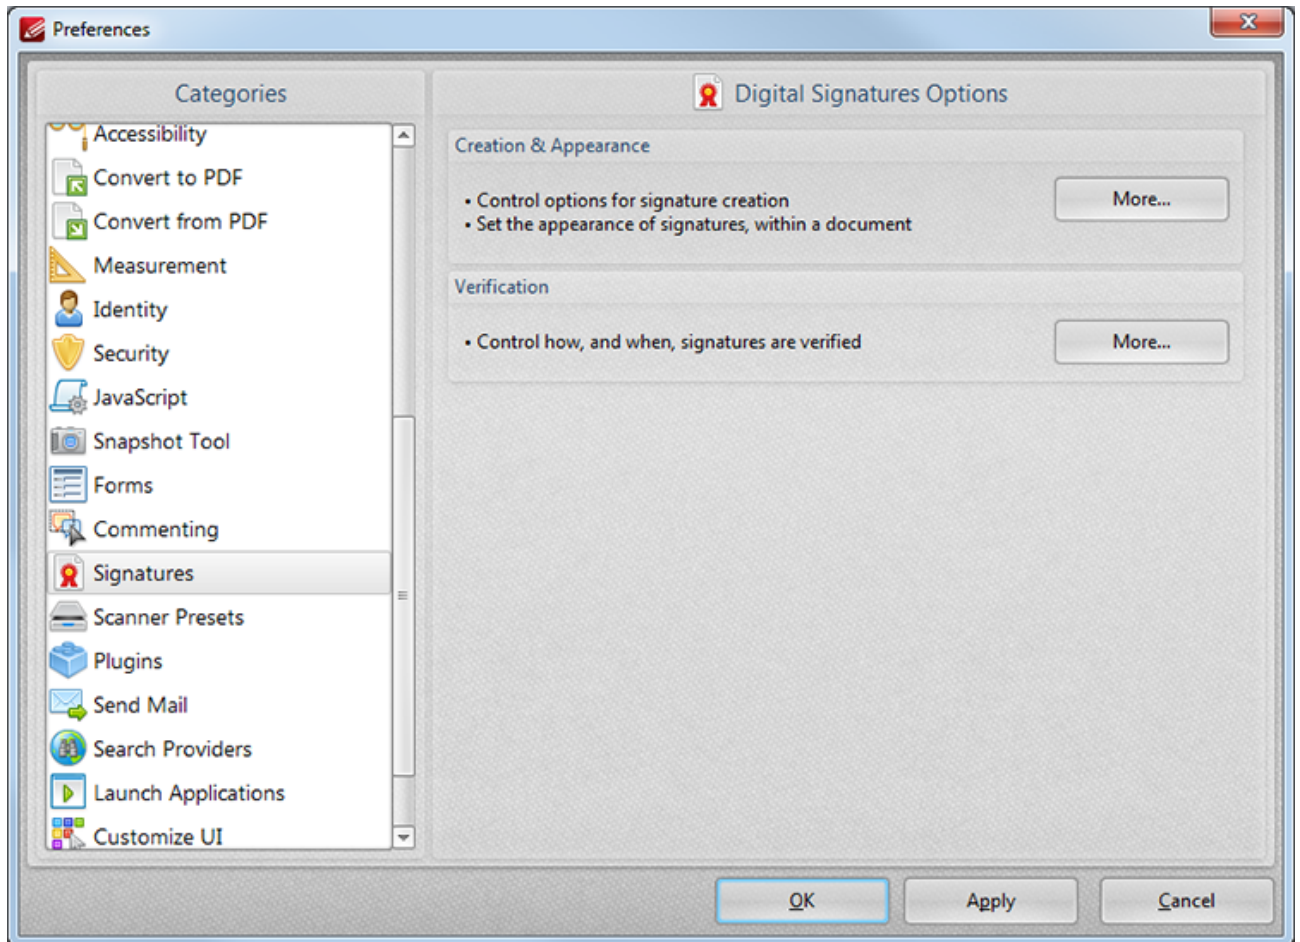 Preferences
Categories
Accessibility
Convert to PDF
Convert from PDF
Measurement
Identity
Security
JavaScript
Snapshot Tool
Forms
Commenting
Signatures
Scanner Presets
Plugins
Send Mail
Search Providers
Launch Applications
Customize UI
Digital Signatures Options
Creation & Appearance
• Control options for signature creation
• Set the appearance of signatures, within a document
More...
Verification
• Control how, and when, signatures are verified
More...
OK
Apply
Cancel